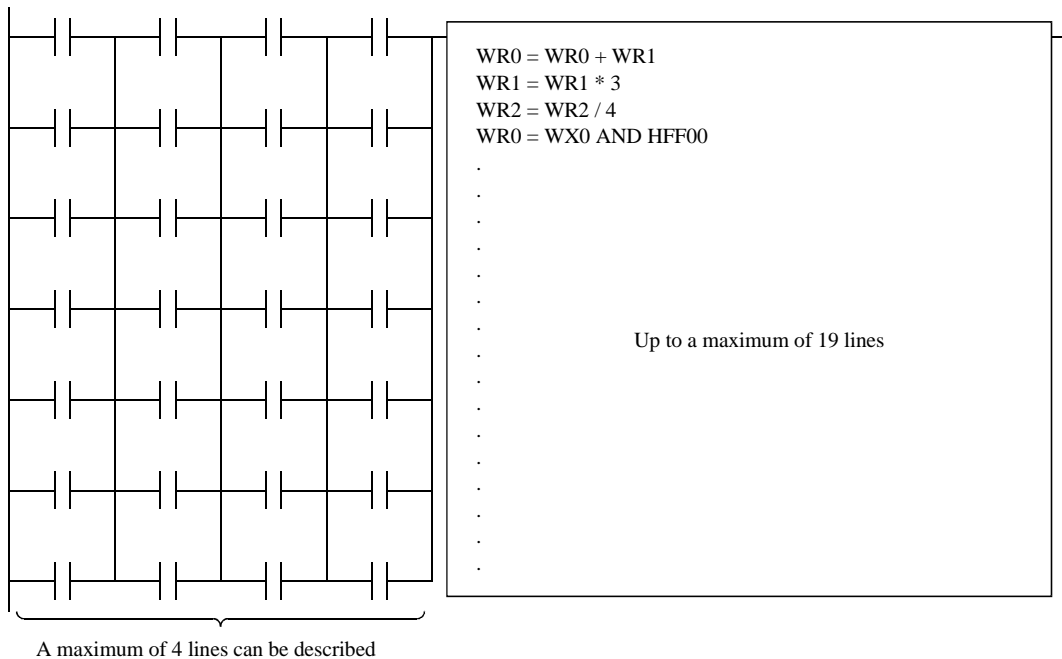 WR0 = WR0 + WR1
WR1 = WR1 * 3
WR2 = WR2 / 4
WR0 = WX0 AND HFF00
.
.
.
.
.
.
.
Up to a maximum of 19 lines
.
.
.
.
.
.
.
.
.
A maximum of 4 lines can be described